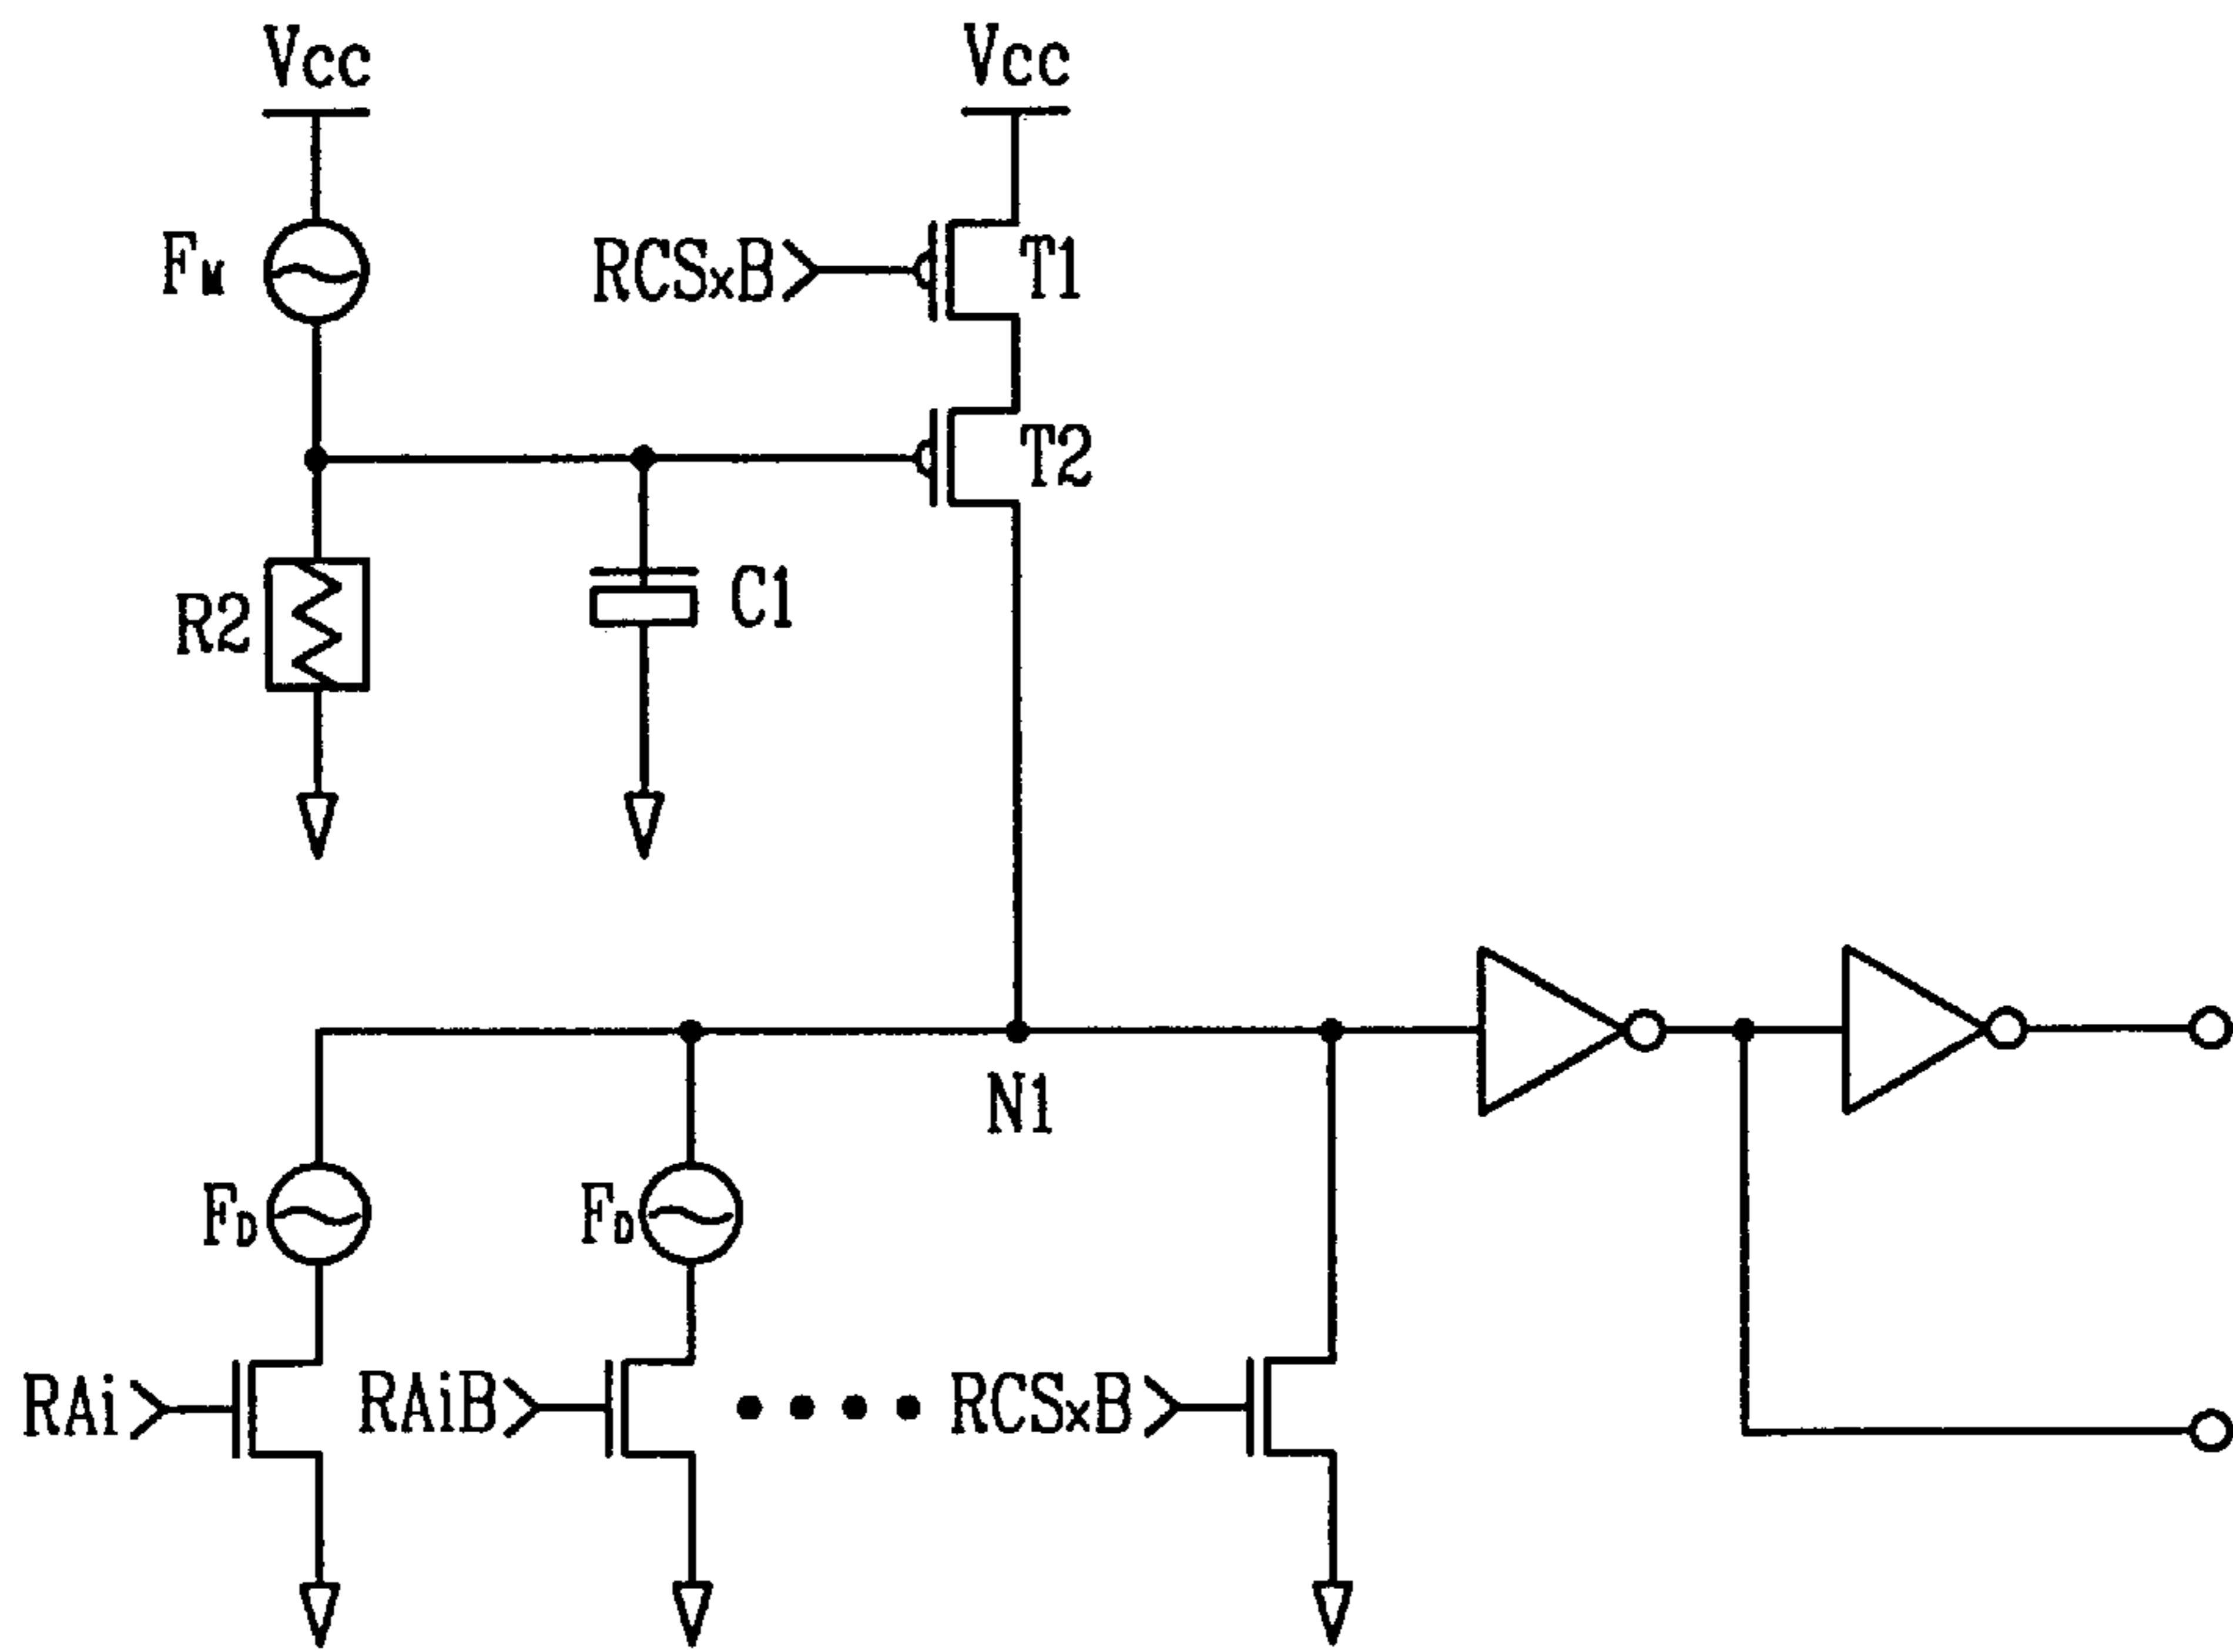 Vcc
Vcc
FM
RCSxB
T1
T2
R2
C1
N1
FD
FD
RAi
RAiB
RCSxB